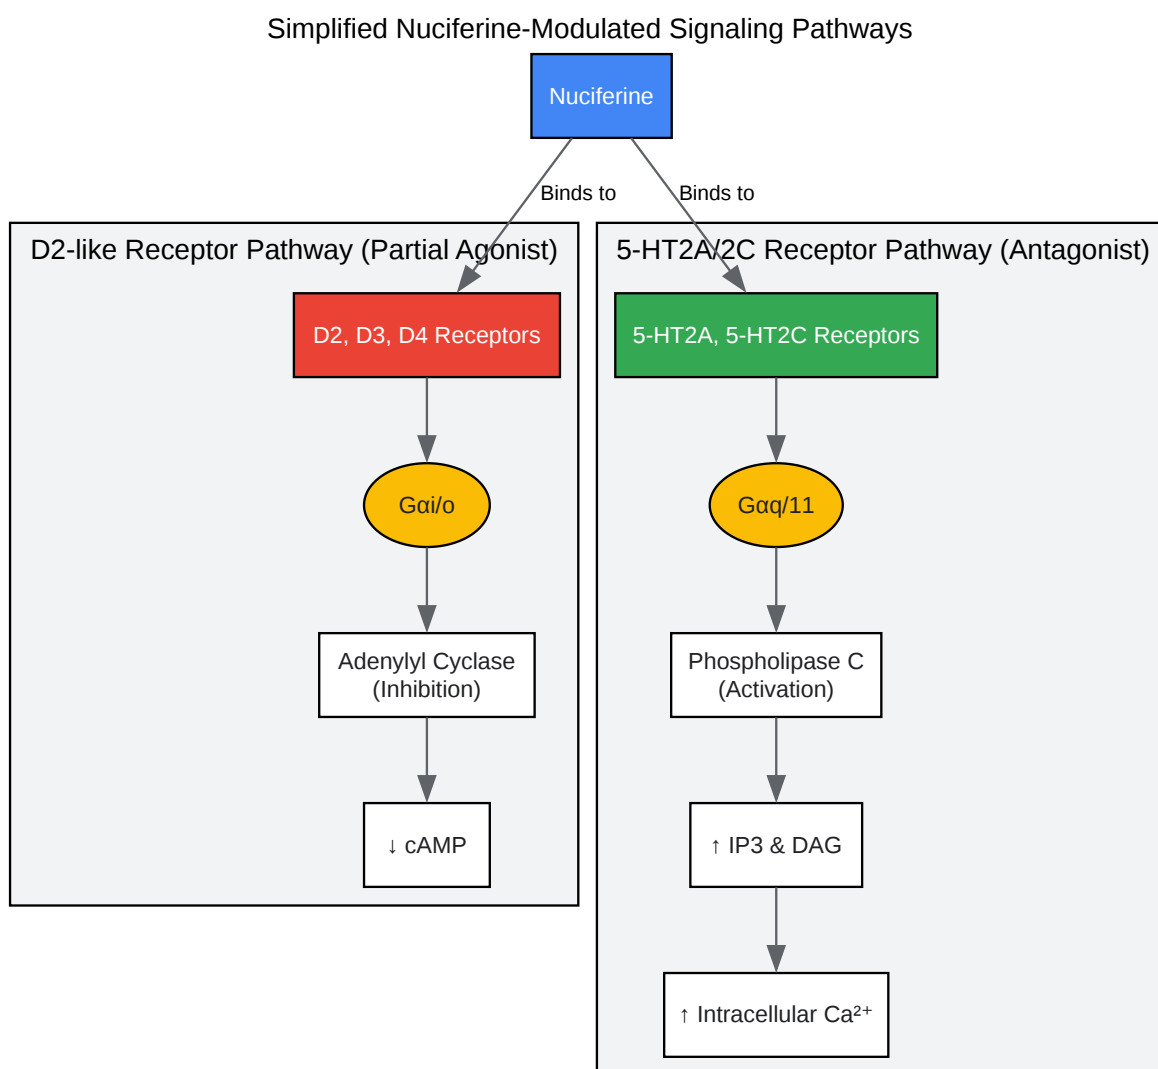 Simplified Nuciferine-Modulated Signaling Pathways
Nuciferine
Binds to
Binds to
D2-like Receptor Pathway (Partial Agonist)
D2, D3, D4 Receptors
Gαi/o
Adenylyl Cyclase
(Inhibition)
↓ cAMP
5-HT2A/2C Receptor Pathway (Antagonist)
5-HT2A, 5-HT2C Receptors
Gαq/11
Phospholipase C
(Activation)
↑ IP3 & DAG
↑ Intracellular Ca²⁺